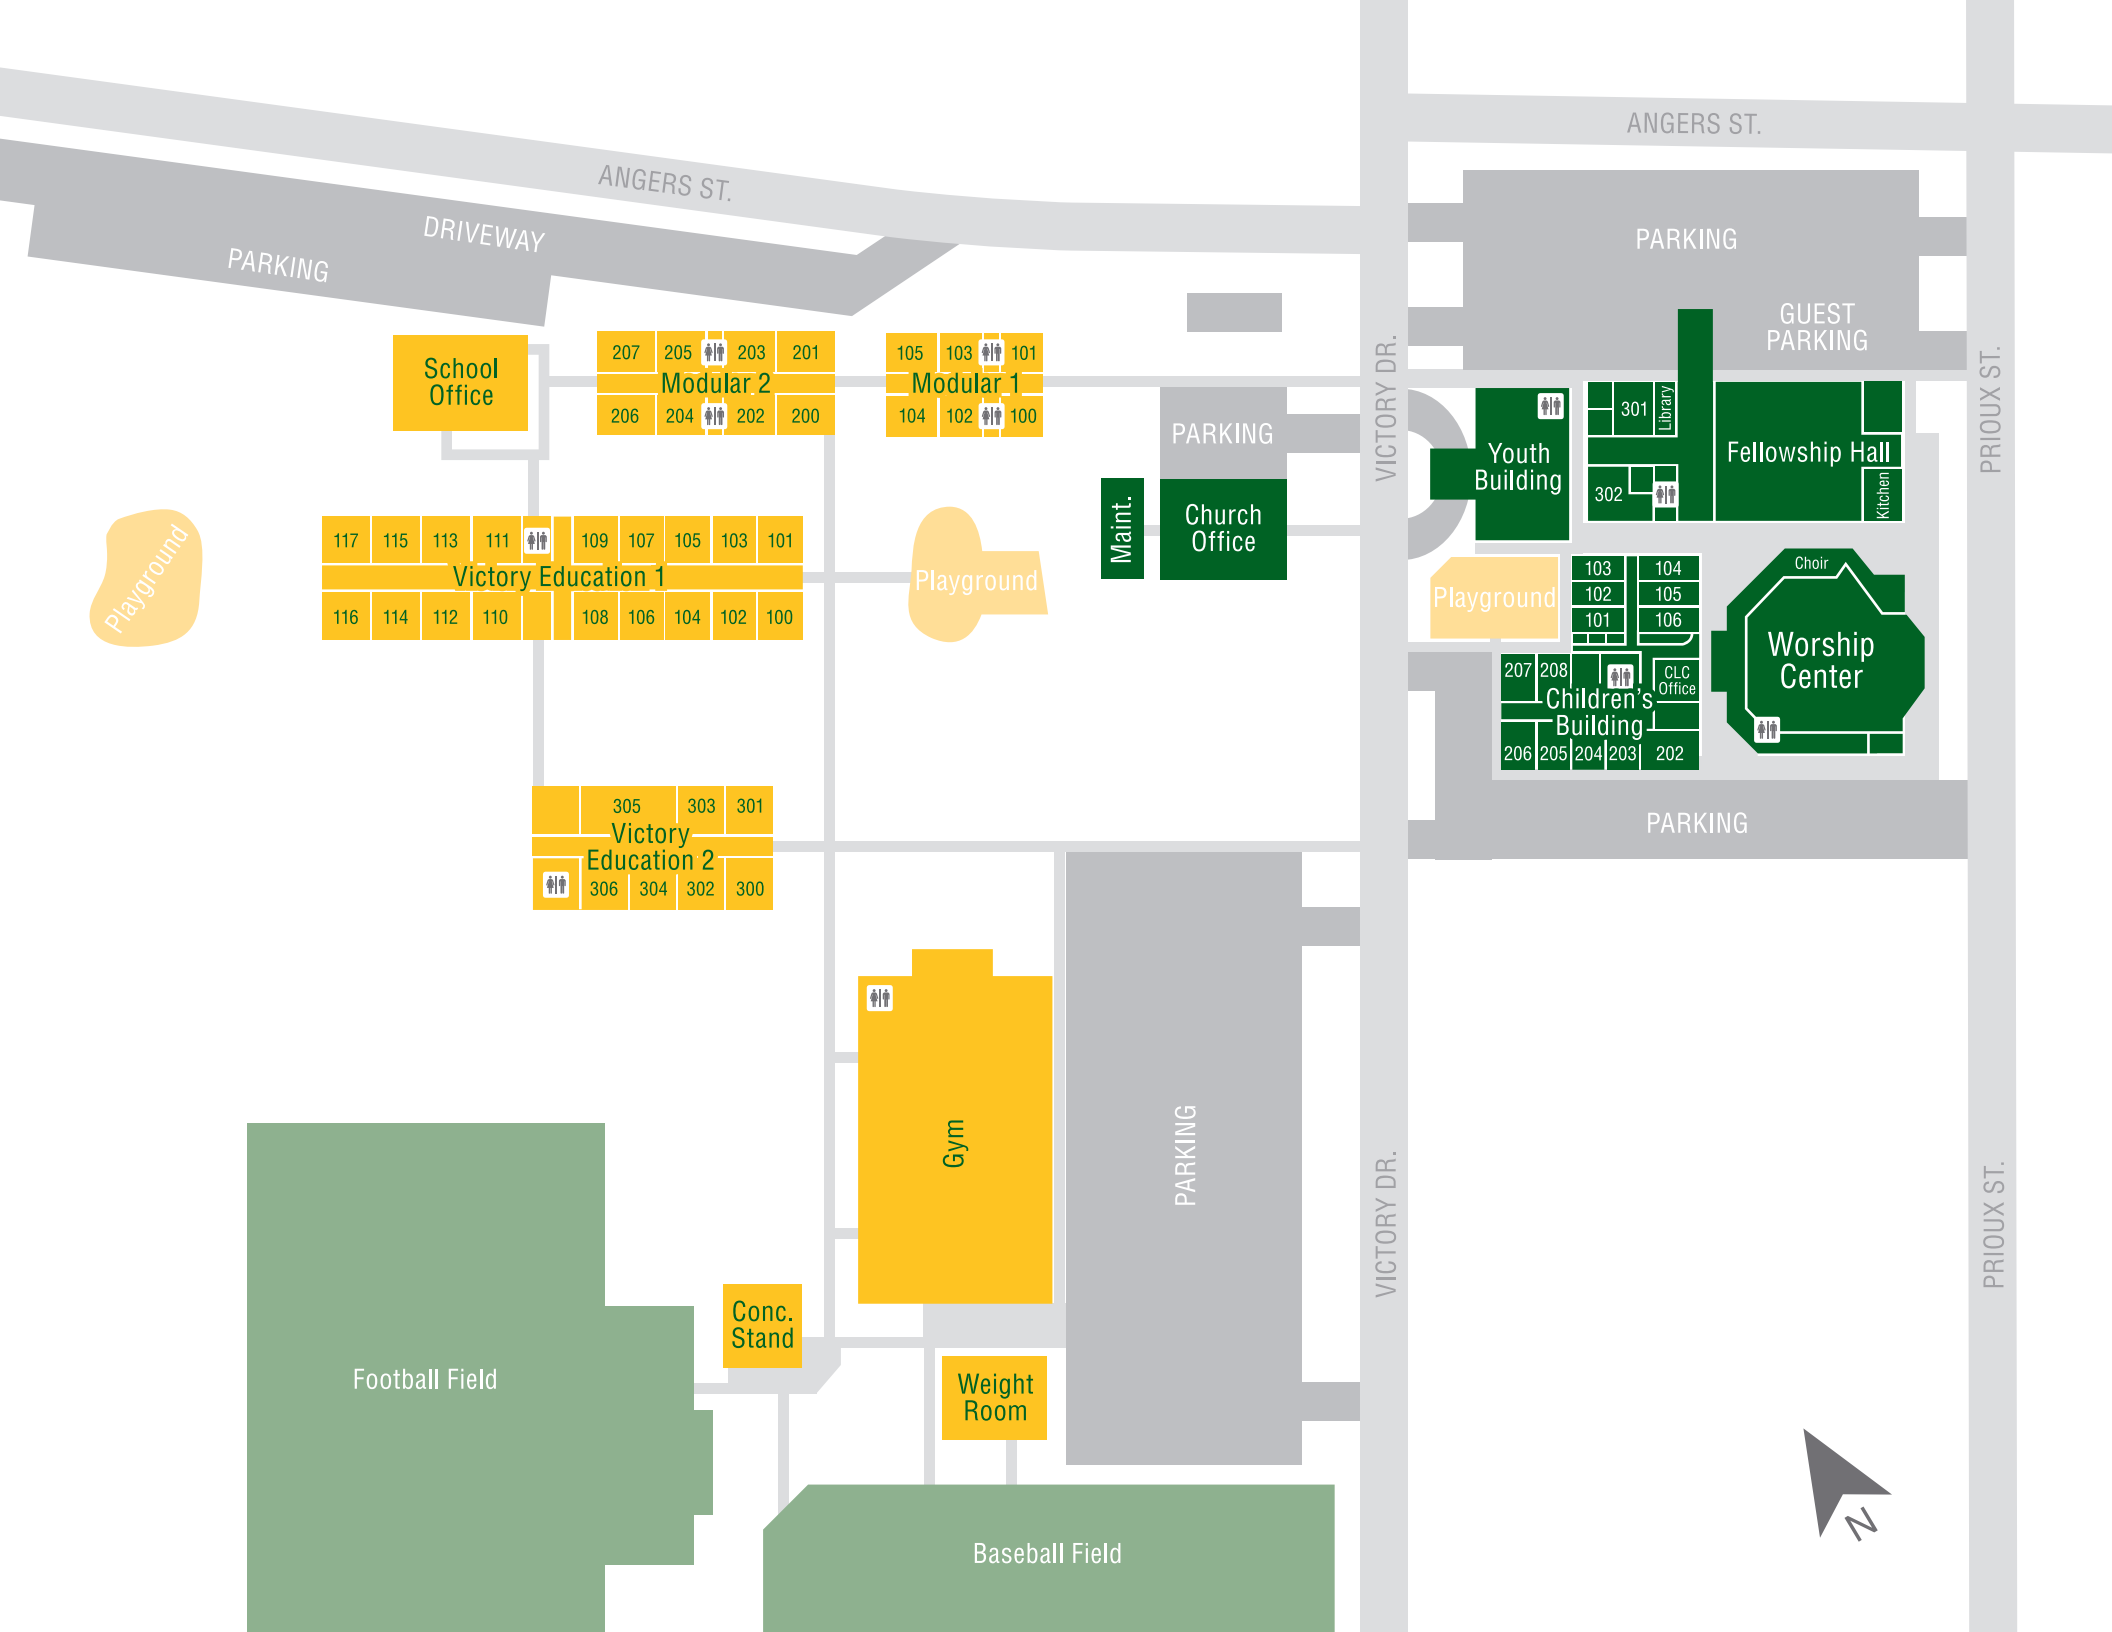 ANGERS ST.
ANGERS ST.
DRIVEWAY
PARKING
PARKING
GUEST
PARKING
VICTORY DR.
PRIOUX ST.
School
Office
207 205 203 201
Modular 2
206 204 202 200
105 103 101
Modular 1
104 102 100
PARKING
Maint.
Church
Office
Youth
Building
301
Library
302
Fellowship Hall
Kitchen
Playground
117 115 113 111 109 107 105 103 101
Victory Education 1
116 114 112 110 108 106 104 102 100
Playground
Playground
103 104
102 105
101 106
207 208
CLC
Office
Children's
Building
206 205 204 203 202
Choir
Worship
Center
PARKING
305 303 301
Victory
Education 2
306 304 302 300
Gym
PARKING
VICTORY DR.
PRIOUX ST.
Conc.
Stand
Weight
Room
Football Field
Baseball Field
N